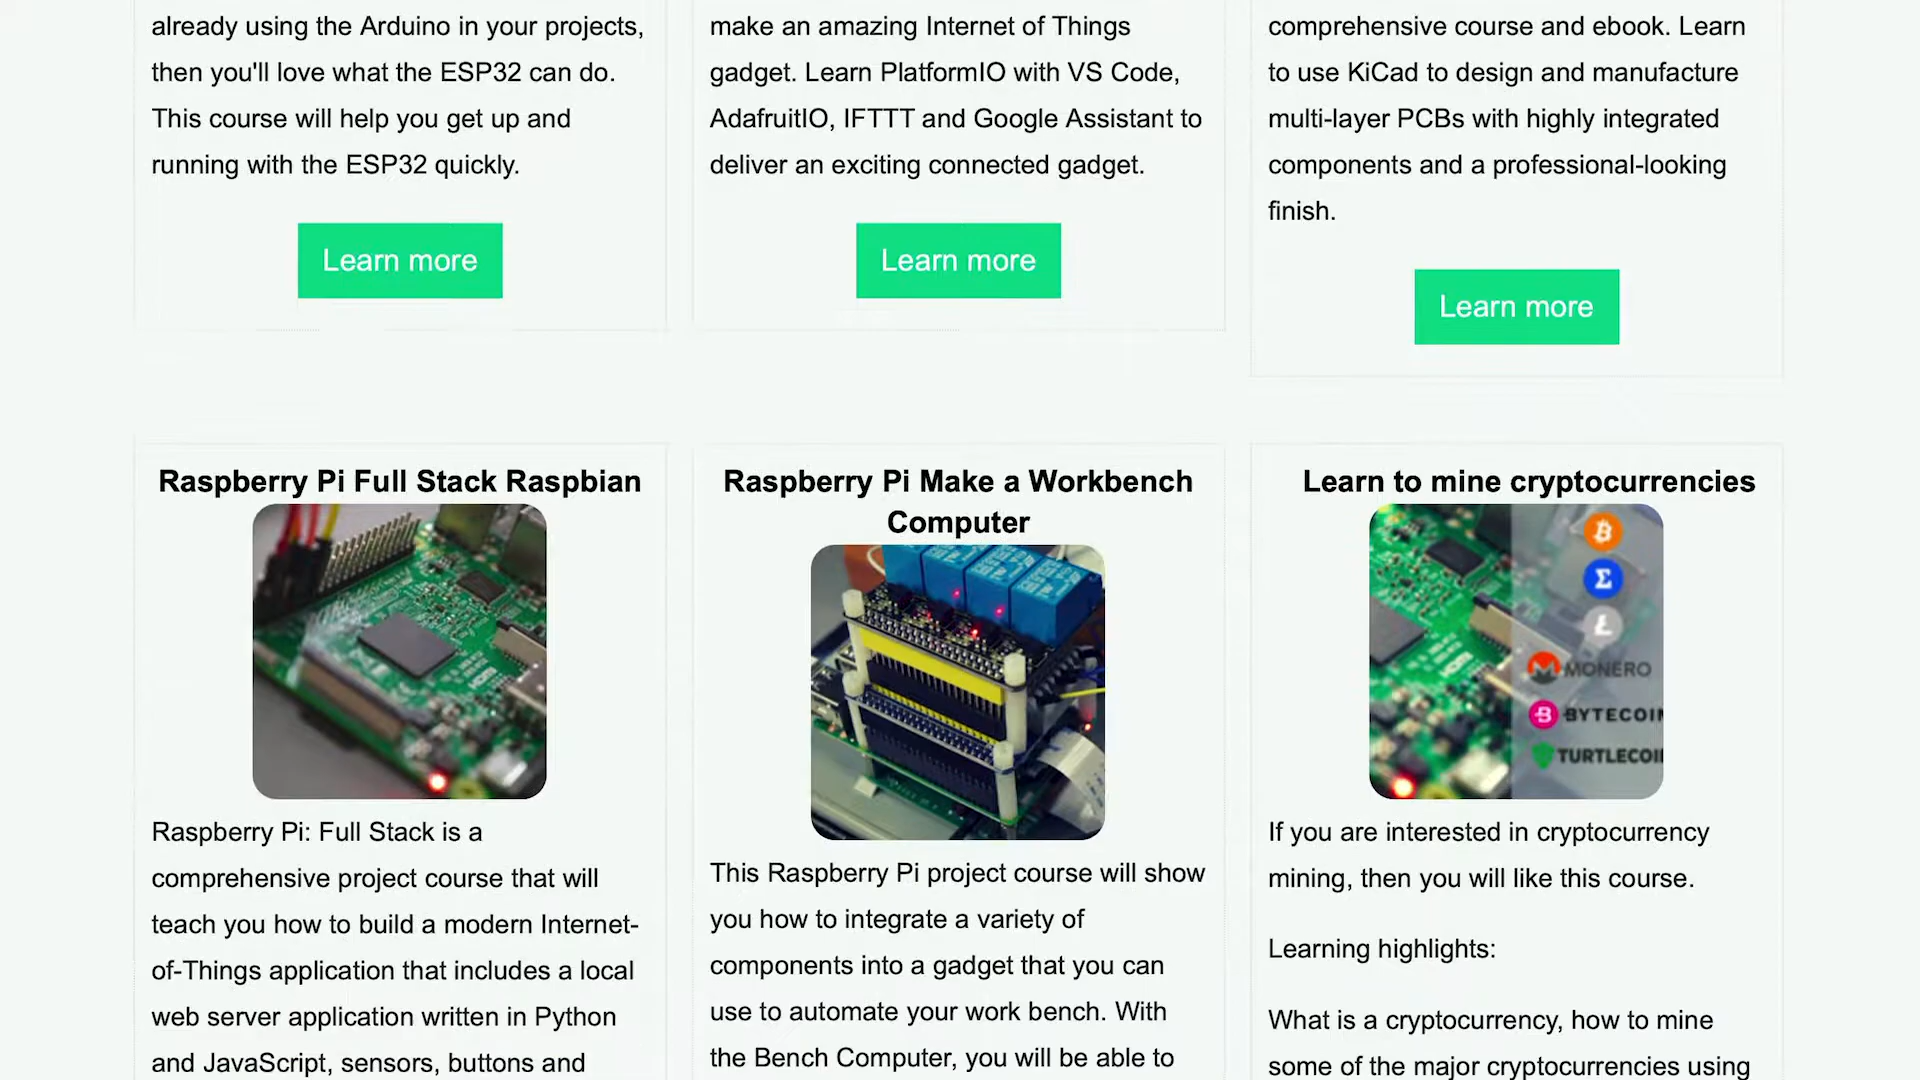 already using the Arduino in your projects,
then you'll love what the ESP32 can do.
This course will help you get up and
running with the ESP32 quickly.
Learn more
make an amazing Internet of Things
gadget. Learn PlatformIO with VS Code,
AdafruitIO, IFTTT and Google Assistant to
deliver an exciting connected gadget.
Learn more
comprehensive course and ebook. Learn
to use KiCad to design and manufacture
multi-layer PCBs with highly integrated
components and a professional-looking
finish.
Learn more
Raspberry Pi Full Stack Raspbian
Raspberry Pi: Full Stack is a
comprehensive project course that will
teach you how to build a modern Internet-
of-Things application that includes a local
web server application written in Python
and JavaScript, sensors, buttons and
Raspberry Pi Make a Workbench
Computer
This Raspberry Pi project course will show
you how to integrate a variety of
components into a gadget that you can
use to automate your work bench. With
the Bench Computer, you will be able to
Learn to mine cryptocurrencies
MONERO
BYTECOIN
TURTLECOI
If you are interested in cryptocurrency
mining, then you will like this course.
Learning highlights:
What is a cryptocurrency, how to mine
some of the major cryptocurrencies using